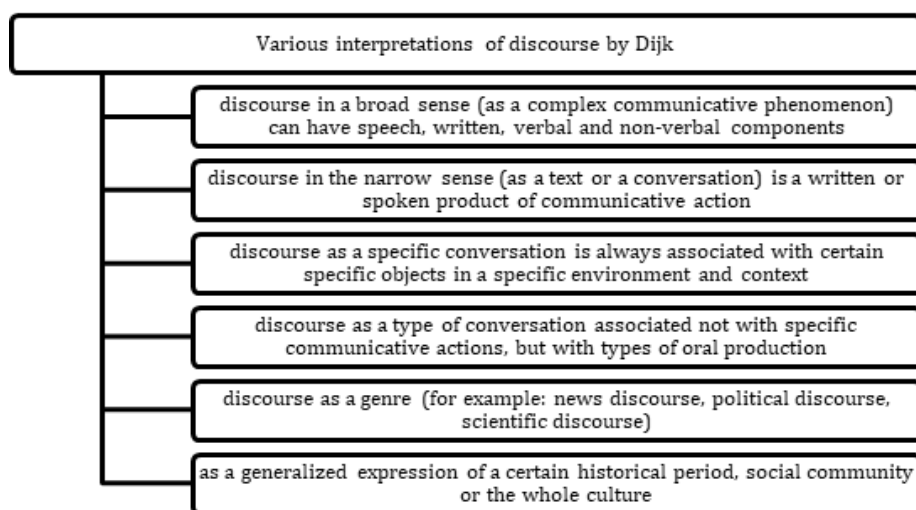 Various interpretations of discourse by Dijk
discourse in a broad sense (as a complex communicative phenomenon)
can have speech, written, verbal and non-verbal components
discourse in the narrow sense (as a text or a conversation) is a written or
spoken product of communicative action
discourse as a specific conversation is always associated with certain
specific objects in a specific environment and context
discourse as a type of conversation associated not with specific
communicative actions, but with types of oral production
discourse as a genre (for example: news discourse, political discourse,
scientific discourse)
as a generalized expression of a certain historical period, social community
or the whole culture